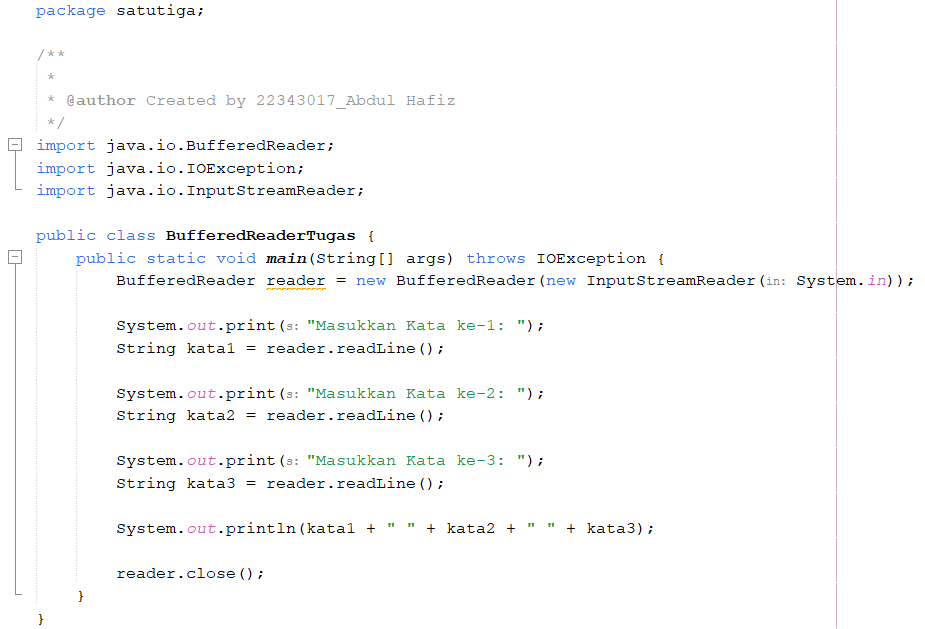 package satutiga;
/**
 *
 * @author Created by 22343017_Abdul Hafiz
 */
import java.io.BufferedReader;
import java.io.IOException;
import java.io.InputStreamReader;
public class BufferedReaderTugas {
    public static void main(String[] args) throws IOException {
        BufferedReader reader = new BufferedReader(new InputStreamReader(in: System.in));
        System.out.print(s: "Masukkan Kata ke-1: ");
        String kata1 = reader.readLine();
        System.out.print(s: "Masukkan Kata ke-2: ");
        String kata2 = reader.readLine();
        System.out.print(s: "Masukkan Kata ke-3: ");
        String kata3 = reader.readLine();
        System.out.println(kata1 + " " + kata2 + " " + kata3);
        reader.close();
    }
}